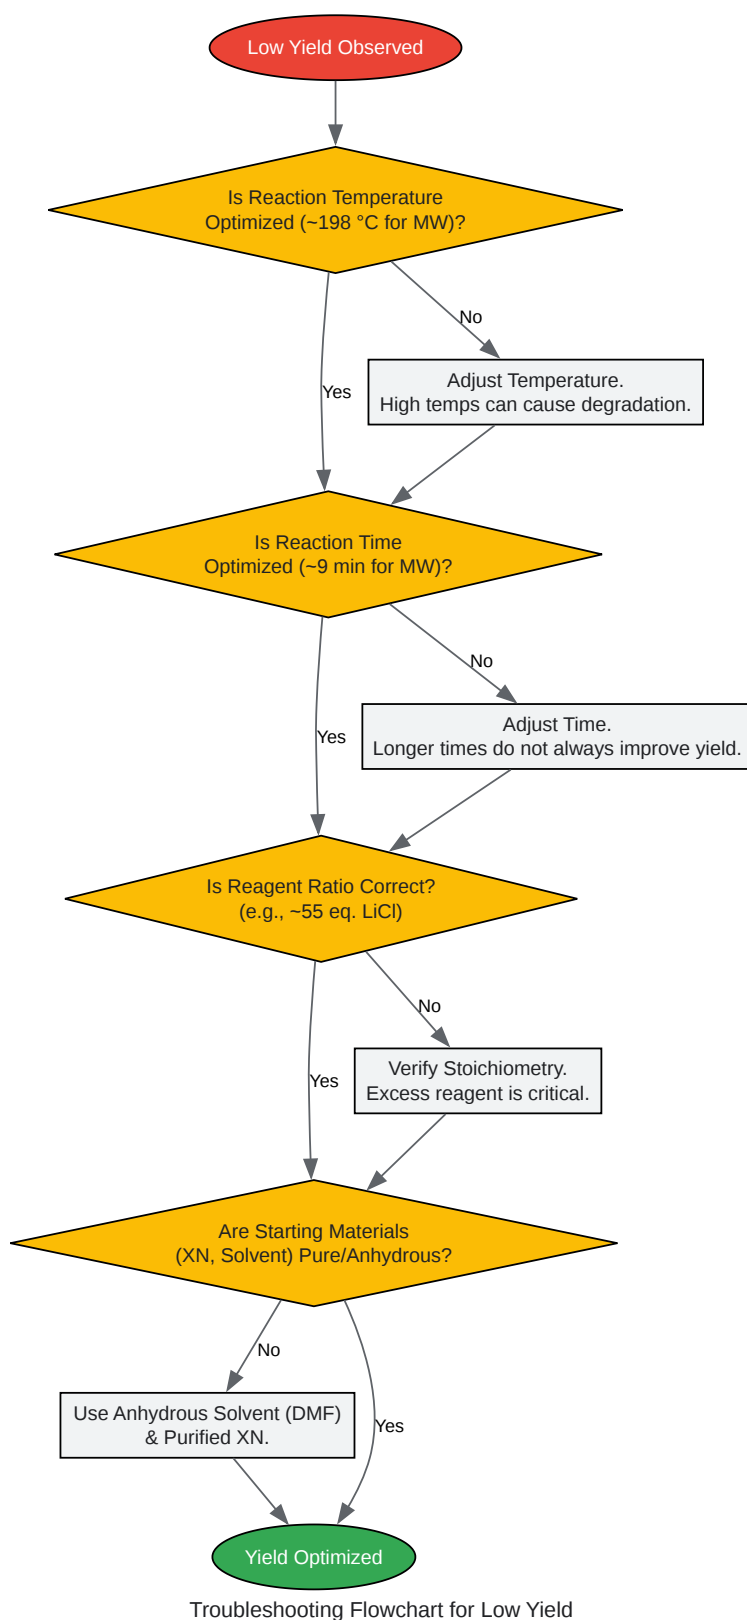 Low Yield Observed
Is Reaction Temperature
Optimized (~198 °C for MW)?
No
Adjust Temperature.
High temps can cause degradation.
Yes
Is Reaction Time
Optimized (~9 min for MW)?
No
Adjust Time.
Longer times do not always improve yield.
Yes
Is Reagent Ratio Correct?
(e.g., ~55 eq. LiCl)
No
Verify Stoichiometry.
Excess reagent is critical.
Yes
Are Starting Materials
(XN, Solvent) Pure/Anhydrous?
No
Use Anhydrous Solvent (DMF)
& Purified XN.
Yes
Yield Optimized
Troubleshooting Flowchart for Low Yield